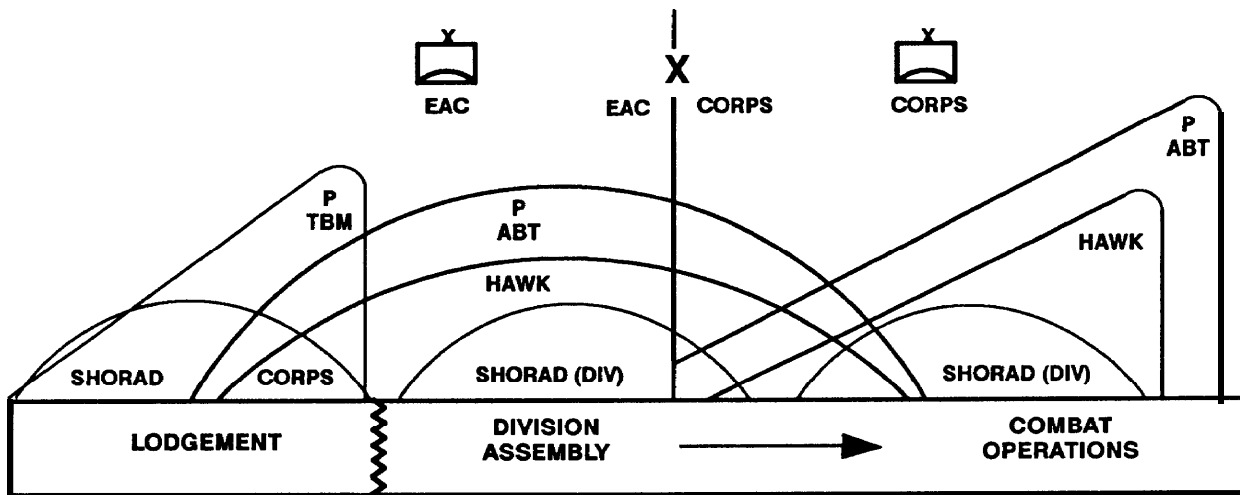 X
EAC
X
EAC CORPS
X
CORPS
P
TBM
P
ABT
HAWK
P
ABT
HAWK
SHORAD CORPS
SHORAD (DIV)
SHORAD (DIV)
LODGEMENT
DIVISION
ASSEMBLY
COMBAT
OPERATIONS